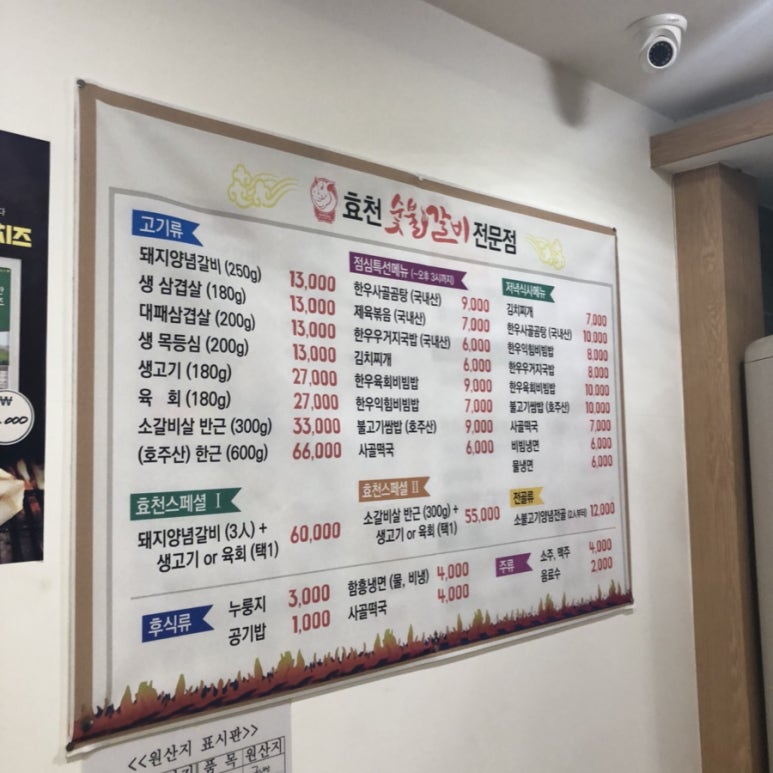 효천 숯불갈비 전문점
고기류
돼지양념갈비 (250g) 13,000
생 삼겹살 (180g) 13,000
대패삼겹살 (200g) 13,000
생 목등심 (200g) 13,000
생고기 (180g) 27,000
육 회 (180g) 27,000
소갈비살 반근 (300g) 33,000
(호주산) 한근 (600g) 66,000
점심특선메뉴 (~오후 3시까지)
한우사골곰탕 (국내산) 9,000
제육볶음 (국내산) 7,000
한우우거지국밥 (국내산) 6,000
김치찌개 6,000
한우육회비빔밥 9,000
한우익힘비빔밥 7,000
불고기쌈밥 (호주산) 9,000
사골떡국 6,000
저녁식사메뉴
김치찌개 7,000
한우사골곰탕 (국내산) 10,000
한우익힘비빔밥 8,000
한우우거지국밥 8,000
한우육회비빔밥 10,000
불고기쌈밥 (호주산) 10,000
사골떡국 7,000
비빔냉면 6,000
물냉면 6,000
효천스페셜 Ⅰ
돼지양념갈비 (3人) +
생고기 or 육회 (택1) 60,000
효천스페셜 Ⅱ
소갈비살 반근 (300g) +
생고기 or 육회 (택1) 55,000
전골류
소불고기양념전골 (2人부터) 12,000
후식류
누룽지 3,000
공기밥 1,000
함흥냉면 (물, 비냉) 4,000
사골떡국 4,000
주류
소주, 맥주 4,000
음료수 2,000
다
치즈
₩
,000
<<원산지 표시판>>
품 목 원산지